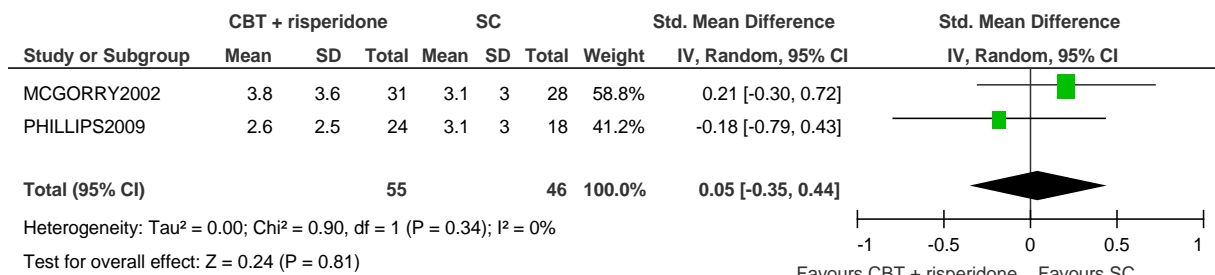 CBT + risperidone SC Std. Mean Difference Std. Mean Difference
Study or Subgroup Mean SD Total Mean SD Total Weight IV, Random, 95% CI IV, Random, 95% CI
MCGORRY2002 3.8 3.6 31 3.1 3 28 58.8% 0.21 [-0.30, 0.72]
PHILLIPS2009 2.6 2.5 24 3.1 3 18 41.2% -0.18 [-0.79, 0.43]
Total (95% CI) 55 46 100.0% 0.05 [-0.35, 0.44]
Heterogeneity: Tau² = 0.00; Chi² = 0.90, df = 1 (P = 0.34); I² = 0%
Test for overall effect: Z = 0.24 (P = 0.81)
-1 -0.5 0 0.5 1
Favours CBT + risperidone Favours SC